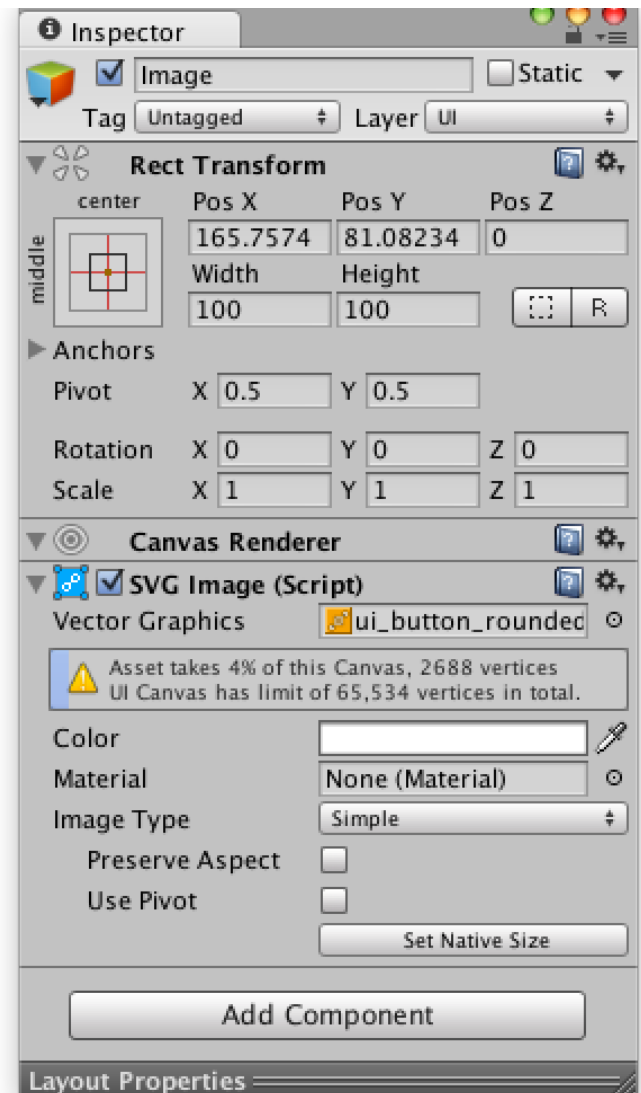 Inspector
Image Static
Tag Untagged Layer UI
Rect Transform
center Pos X Pos Y Pos Z
middle 165.7574 81.08234 0
Width Height
100 100 R
Anchors
Pivot X 0.5 Y 0.5
Rotation X 0 Y 0 Z 0
Scale X 1 Y 1 Z 1
Canvas Renderer
SVG Image (Script)
Vector Graphics ui_button_rounded
Asset takes 4% of this Canvas, 2688 vertices
UI Canvas has limit of 65,534 vertices in total.
Color
Material None (Material)
Image Type Simple
Preserve Aspect
Use Pivot
Set Native Size
Add Component
Layout Properties